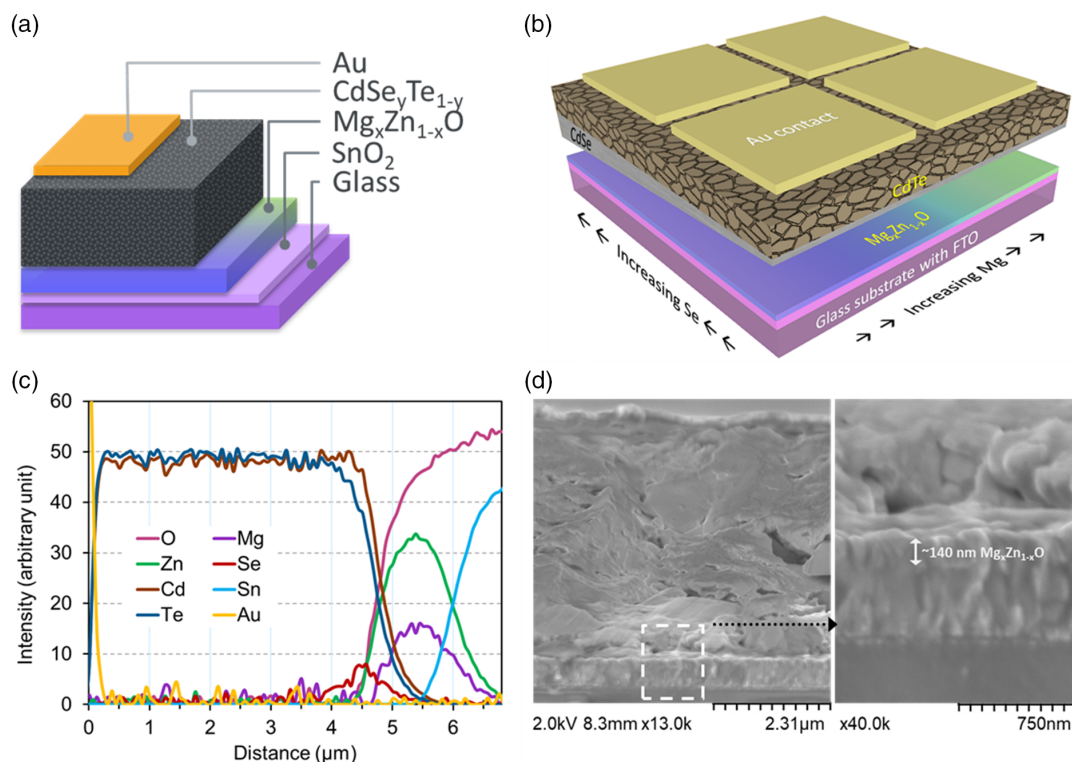 (a)
Au
CdSeyTe1-y
MgxZn1-xO
SnO2
Glass
(b)
Au contact
CdSe
CdTe
MgxZn1-xO
Glass substrate with FTO
← ← Increasing Se ← ←
→ → Increasing Mg → →
(c)
Intensity (arbitrary unit)
60
50
40
30
20
10
0
O
Mg
Zn
Se
Cd
Sn
Te
Au
0 1 2 3 4 5 6
Distance (µm)
(d)
~140 nm MgxZn1-xO
2.0kV 8.3mm x13.0k
2.31µm
x40.0k
750nm